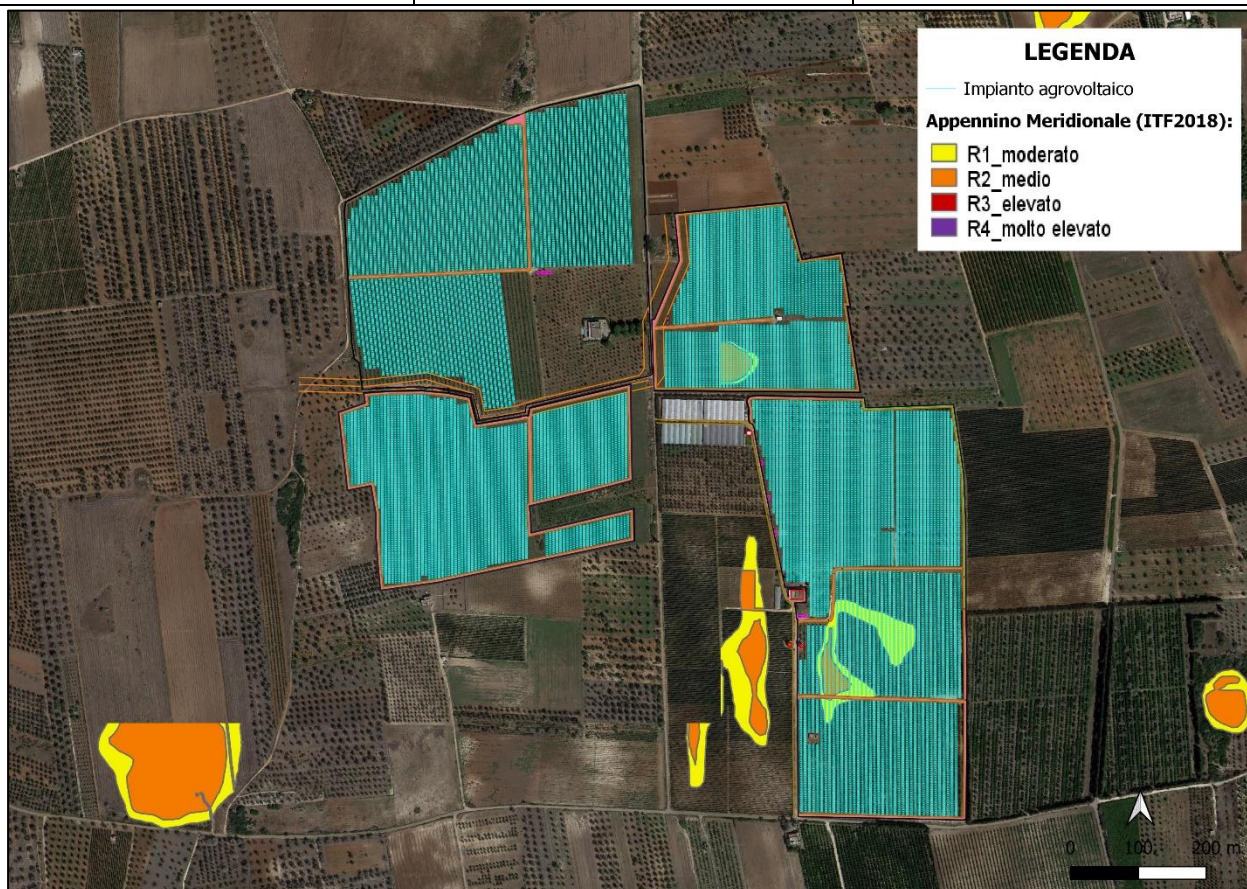 LEGENDA
Impianto agrovoltaico
Appennino Meridionale (ITF2018):
R1_moderato
R2_medio
R3_elevato
R4_molto elevato
0 100 200 m